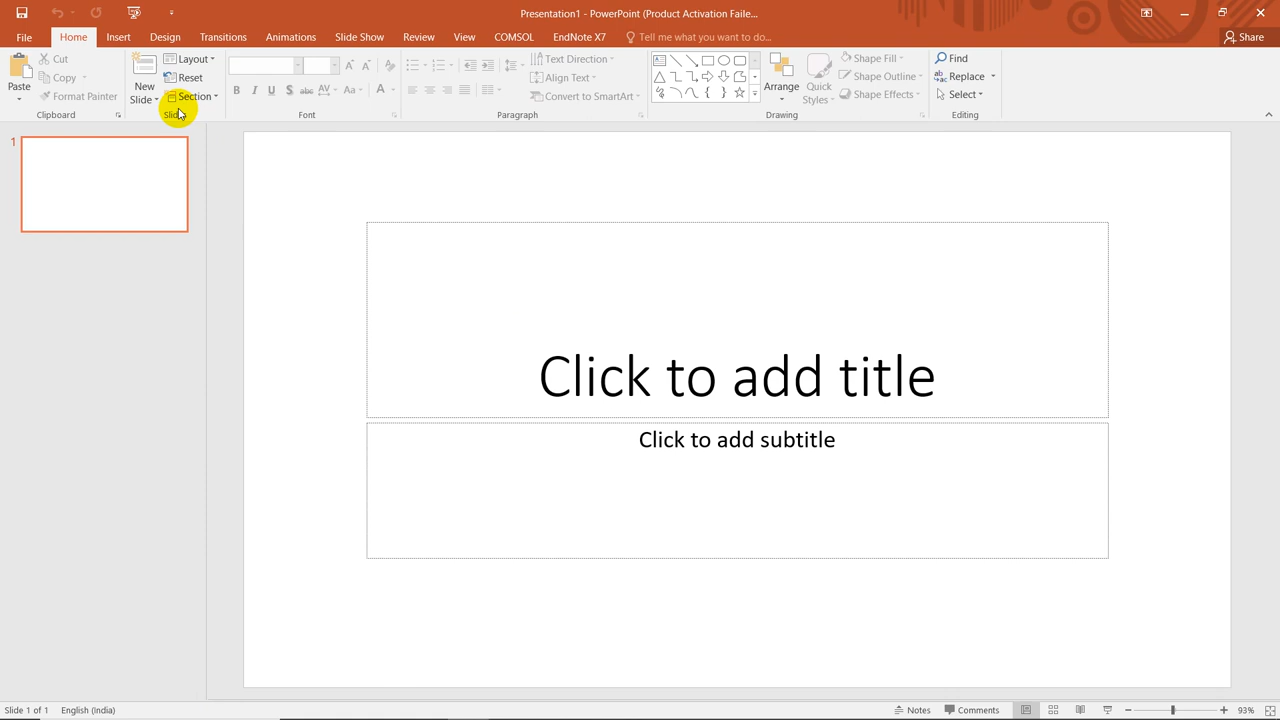 Presentation1 - PowerPoint (Product Activation Faile...
File Home Insert Design Transitions Animations Slide Show Review View COMSOL EndNote X7 Tell me what you want to do... Share
Paste
Cut
Copy
Format Painter
Clipboard
New
Slide
Layout
Reset
Section
B I U S abc AV Aa A
Font
Paragraph
Text Direction
Align Text
Convert to SmartArt
Arrange
Quick
Styles
Shape Fill
Shape Outline
Shape Effects
Drawing
Find
Replace
Select
Editing
1
Click to add title
Click to add subtitle
Slide 1 of 1 English (India) Notes Comments 93%